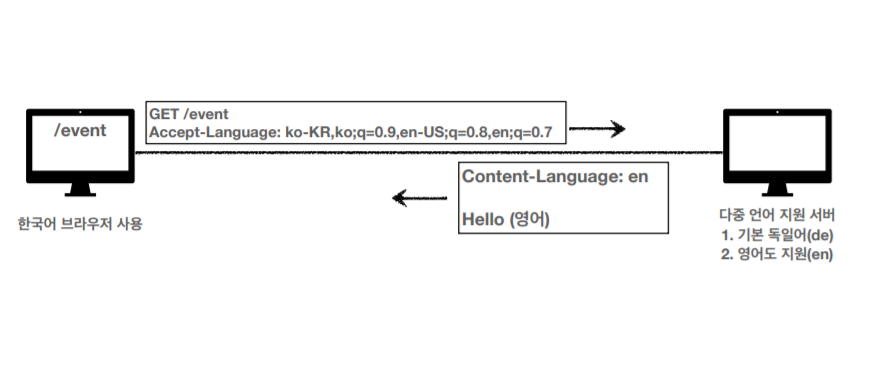 /event
GET /event
Accept-Language: ko-KR,ko;q=0.9,en-US;q=0.8,en;q=0.7
Content-Language: en
Hello (영어)
한국어 브라우저 사용
다중 언어 지원 서버
1. 기본 독일어(de)
2. 영어도 지원(en)